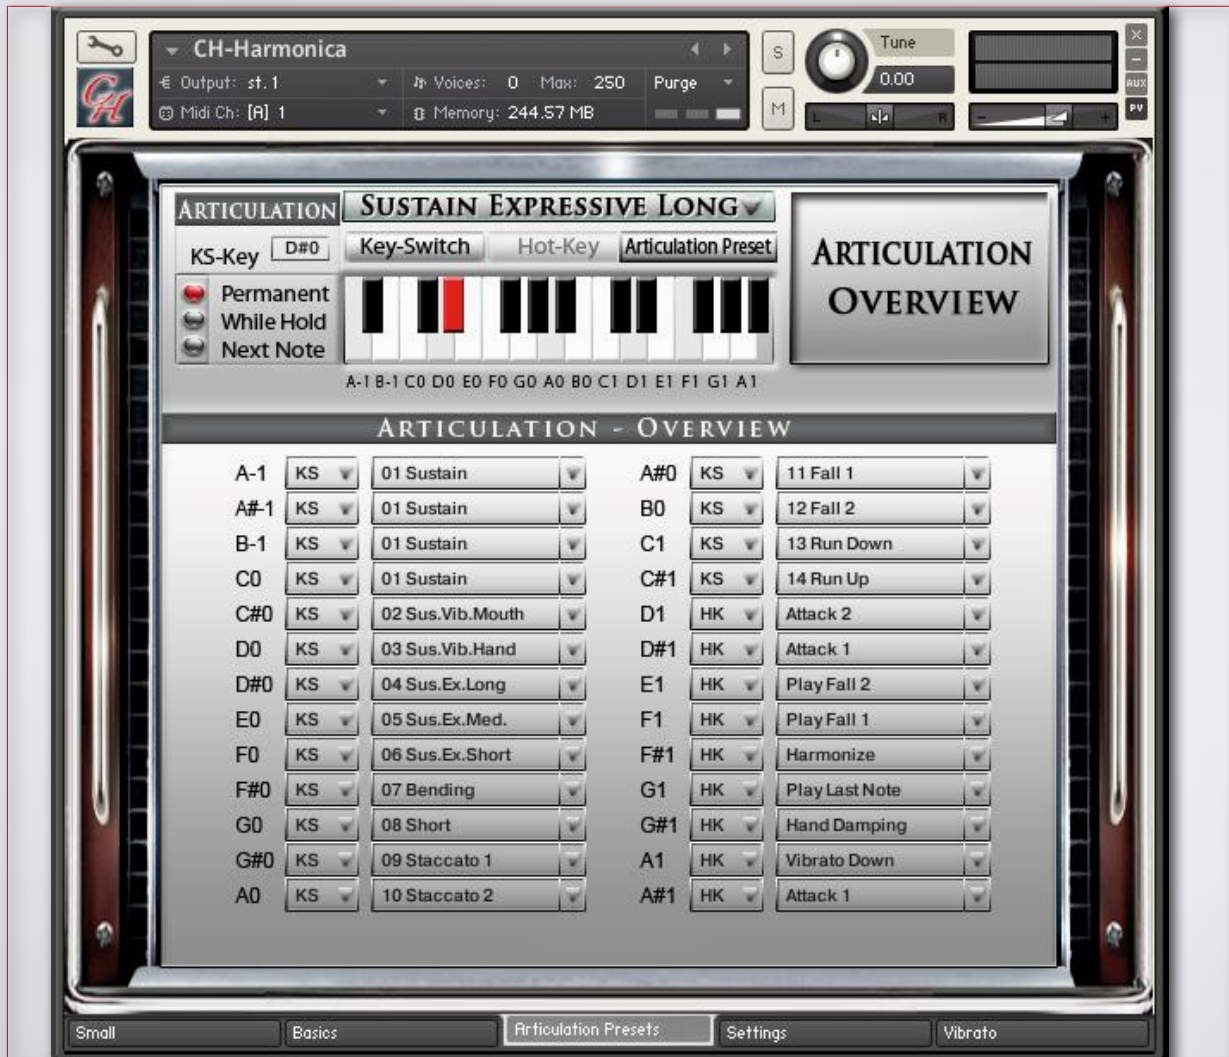 CH-Harmonica
S
Tune
X
Output: st. 1
Voices: 0 Max: 250
Purge
0.00
AUX
GH
Midi Ch: [A] 1
Memory: 244.57 MB
M
L
R
- +
PV
ARTICULATION
SUSTAIN EXPRESSIVE LONG
KS-Key D#0
Key-Switch
Hot-Key
Articulation Preset
ARTICULATION
OVERVIEW
Permanent
While Hold
Next Note
A-1 B-1 C0 D0 E0 F0 G0 A0 B0 C1 D1 E1 F1 G1 A1
ARTICULATION - OVERVIEW
A-1 KS 01 Sustain A#0 KS 11 Fall 1
A#-1 KS 01 Sustain B0 KS 12 Fall 2
B-1 KS 01 Sustain C1 KS 13 Run Down
C0 KS 01 Sustain C#1 KS 14 Run Up
C#0 KS 02 Sus.Vib.Mouth D1 HK Attack 2
D0 KS 03 Sus.Vib.Hand D#1 HK Attack 1
D#0 KS 04 Sus.Ex.Long E1 HK Play Fall 2
E0 KS 05 Sus.Ex.Med. F1 HK Play Fall 1
F0 KS 06 Sus.Ex.Short F#1 HK Harmonize
F#0 KS 07 Bending G1 HK Play Last Note
G0 KS 08 Short G#1 HK Hand Damping
G#0 KS 09 Staccato 1 A1 HK Vibrato Down
A0 KS 10 Staccato 2 A#1 HK Attack 1
Small
Basics
Articulation Presets
Settings
Vibrato